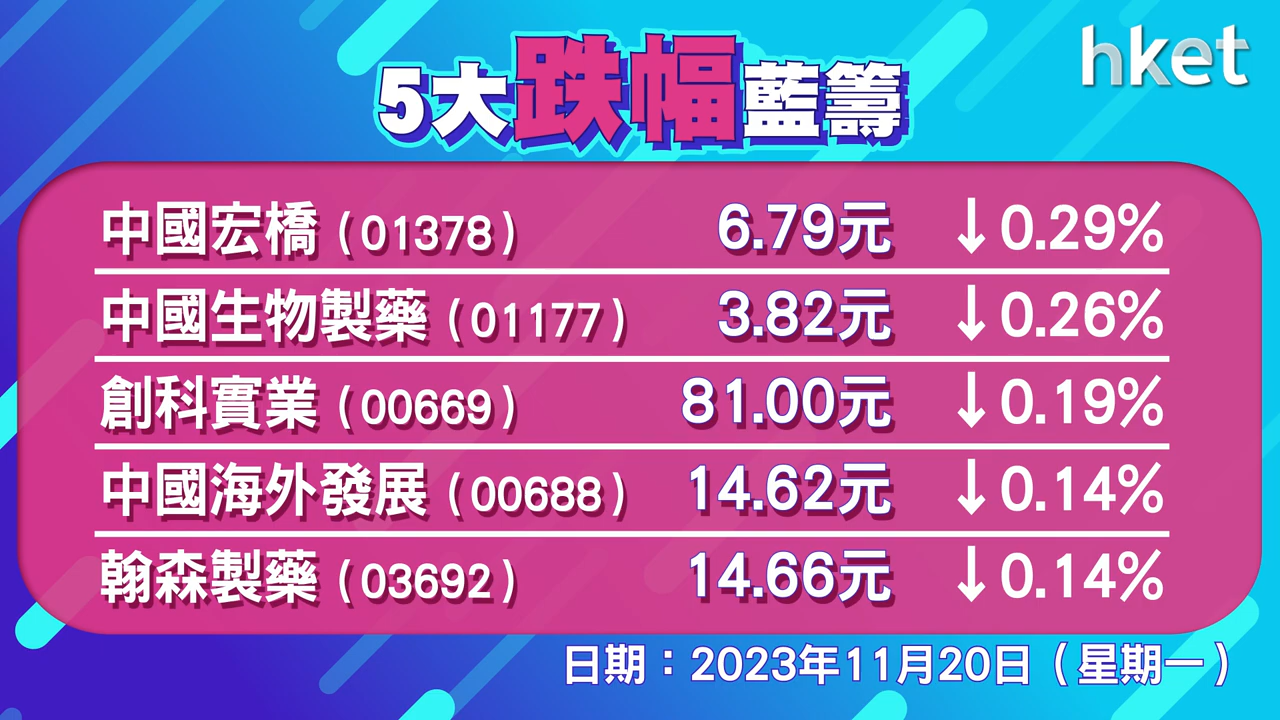 hket
5大跌幅藍籌
中國宏橋(01378) 6.79元 ↓0.29%
中國生物製藥(01177) 3.82元 ↓0.26%
創科實業(00669) 81.00元 ↓0.19%
中國海外發展(00688) 14.62元 ↓0.14%
翰森製藥(03692) 14.66元 ↓0.14%
日期：2023年11月20日(星期一)